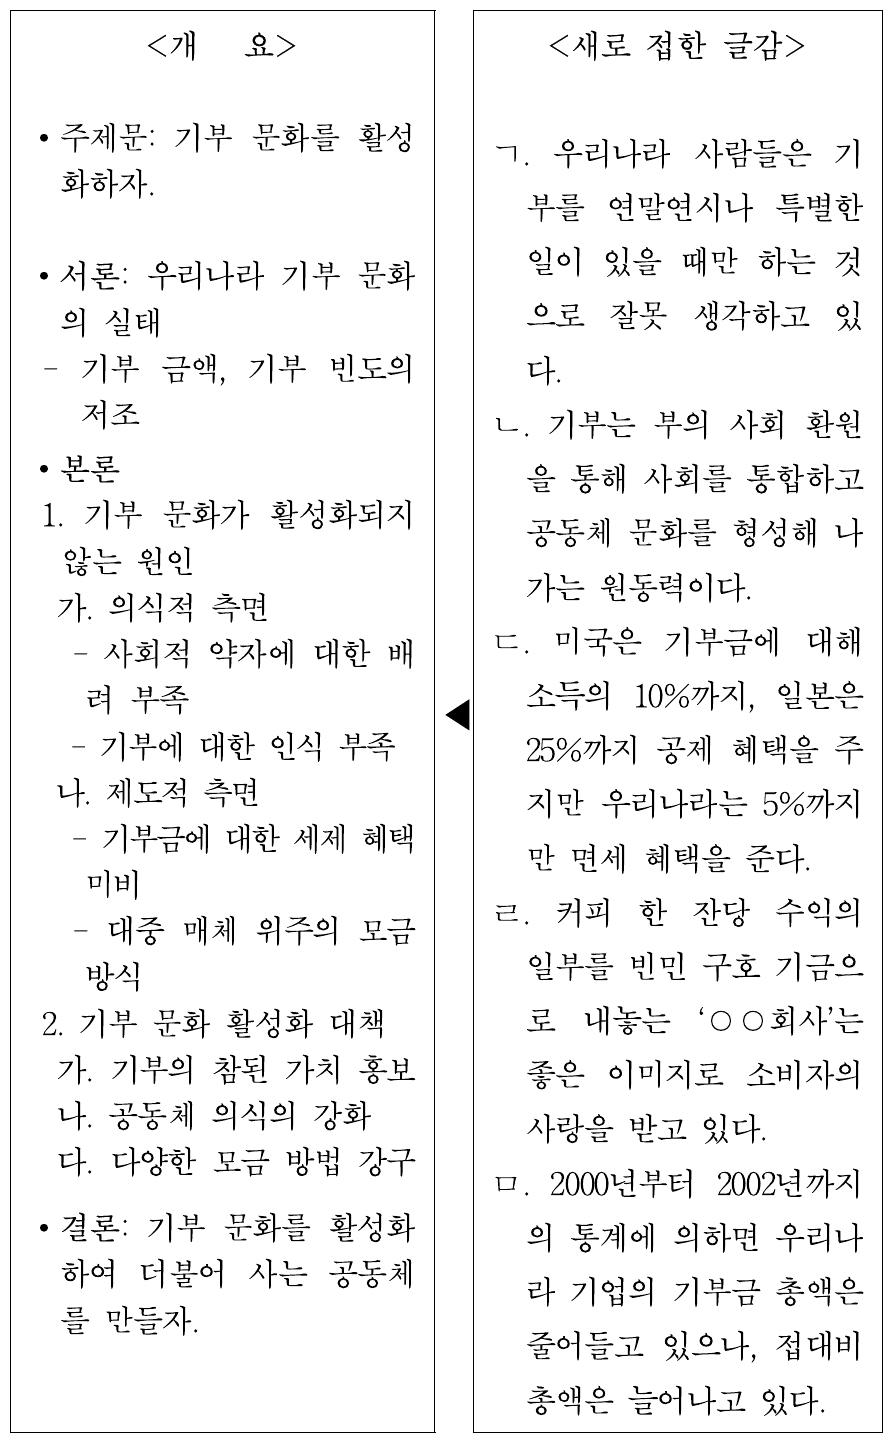 <개 요>
• 주제문: 기부 문화를 활성
화하자.
• 서론: 우리나라 기부 문화
의 실태
- 기부 금액, 기부 빈도의
저조
• 본론
1. 기부 문화가 활성화되지
않는 원인
가. 의식적 측면
- 사회적 약자에 대한 배
려 부족
- 기부에 대한 인식 부족
나. 제도적 측면
- 기부금에 대한 세제 혜택
미비
- 대중 매체 위주의 모금
방식
2. 기부 문화 활성화 대책
가. 기부의 참된 가치 홍보
나. 공동체 의식의 강화
다. 다양한 모금 방법 강구
• 결론: 기부 문화를 활성화
하여 더불어 사는 공동체
를 만들자.
<새로 접한 글감>
ㄱ. 우리나라 사람들은 기
부를 연말연시나 특별한
일이 있을 때만 하는 것
으로 잘못 생각하고 있
다.
ㄴ. 기부는 부의 사회 환원
을 통해 사회를 통합하고
공동체 문화를 형성해 나
가는 원동력이다.
ㄷ. 미국은 기부금에 대해
소득의 10%까지, 일본은
25%까지 공제 혜택을 주
지만 우리나라는 5%까지
만 면세 혜택을 준다.
ㄹ. 커피 한 잔당 수익의
일부를 빈민 구호 기금으
로 내놓는 ‘○○회사’는
좋은 이미지로 소비자의
사랑을 받고 있다.
ㅁ. 2000년부터 2002년까지
의 통계에 의하면 우리나
라 기업의 기부금 총액은
줄어들고 있으나, 접대비
총액은 늘어나고 있다.